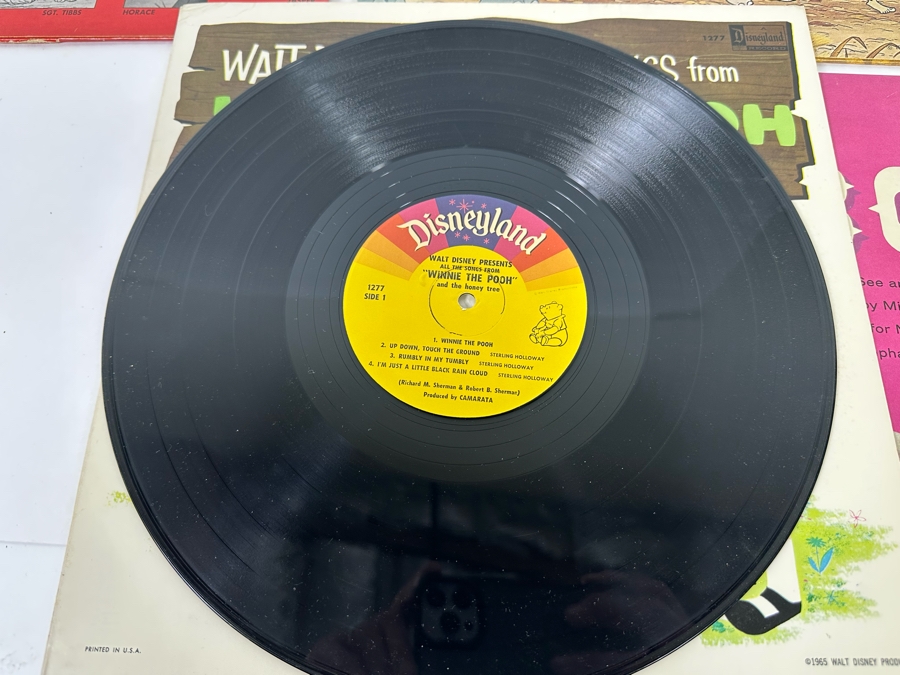 SGT. TIBBS HORACE
1277 Disneyland
from
Disneyland
WALT DISNEY PRESENTS
ALL THE SONGS FROM
"WINNIE THE POOH"
and the honey tree
1277
SIDE 1
1. WINNIE THE POOH
2. UP DOWN, TOUCH THE GROUND STERLING HOLLOWAY
3. RUMBLY IN MY TUMBLY STERLING HOLLOWAY
4. I'M JUST A LITTLE BLACK RAIN CLOUD STERLING HOLLOWAY
(Richard M. Sherman & Robert B. Sherman)
Produced by CAMARATA
PRINTED IN U.S.A.
©1965 WALT DISNEY